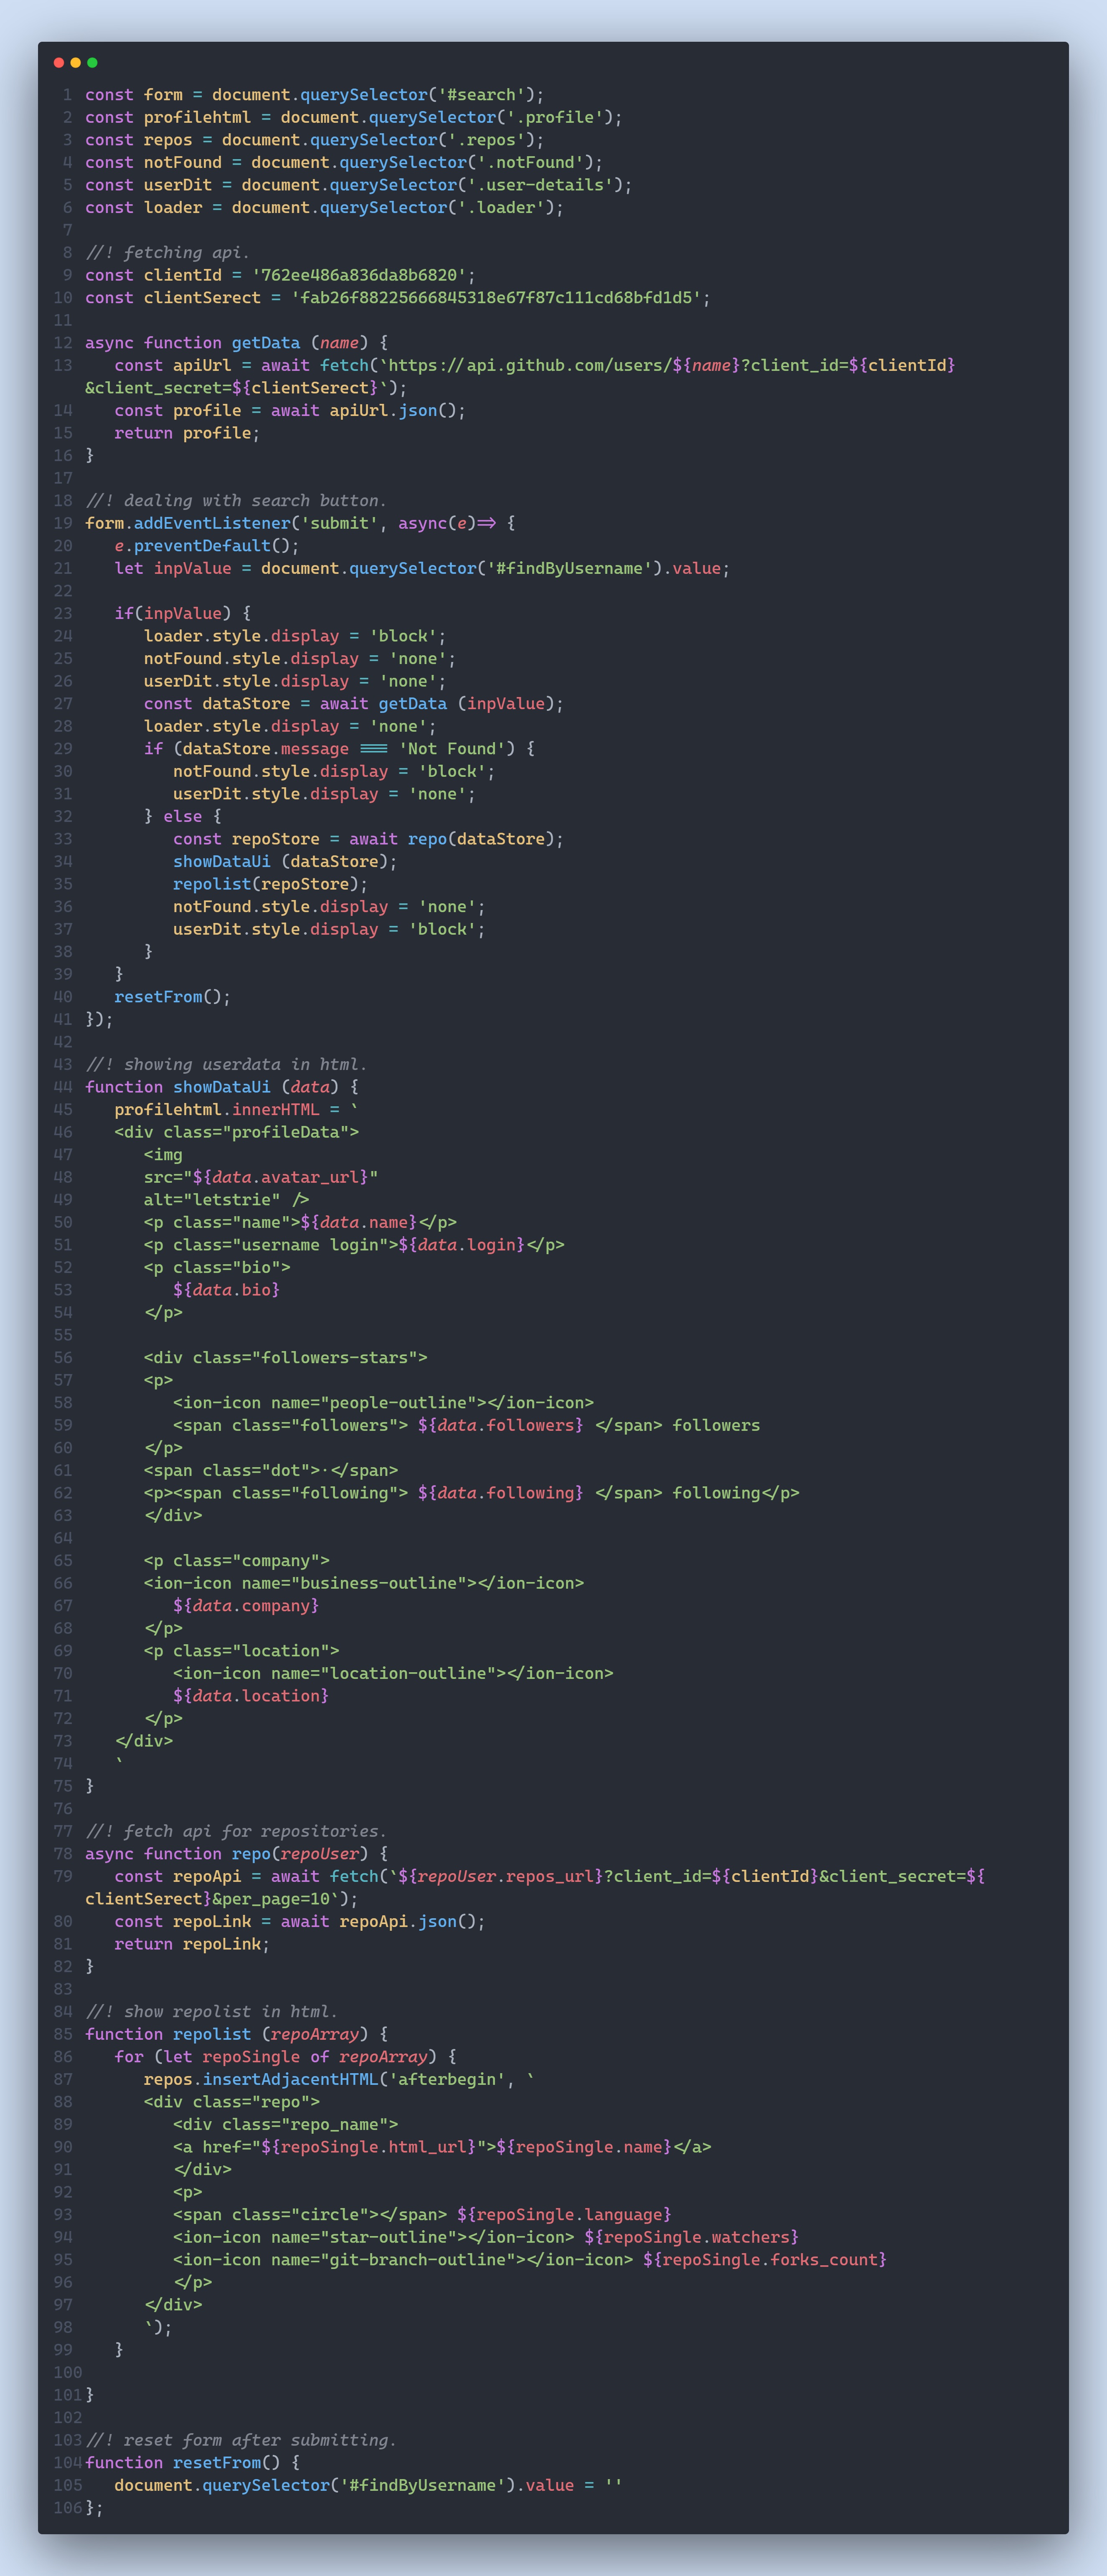 1 const form = document.querySelector('#search');
2 const profilehtml = document.querySelector('.profile');
3 const repos = document.querySelector('.repos');
4 const notFound = document.querySelector('.notFound');
5 const userDit = document.querySelector('.user-details');
6 const loader = document.querySelector('.loader');
7
8 //! fetching api.
9 const clientId = '762ee486a836da8b6820';
10 const clientSerect = 'fab26f88225666845318e67f87c111cd68bfd1d5';
11
12 async function getData (name) {
13    const apiUrl = await fetch(`https://api.github.com/users/${name}?client_id=${clientId}
&client_secret=${clientSerect}`);
14    const profile = await apiUrl.json();
15    return profile;
16 }
17
18 //! dealing with search button.
19 form.addEventListener('submit', async(e)=> {
20    e.preventDefault();
21    let inpValue = document.querySelector('#findByUsername').value;
22
23    if(inpValue) {
24       loader.style.display = 'block';
25       notFound.style.display = 'none';
26       userDit.style.display = 'none';
27       const dataStore = await getData (inpValue);
28       loader.style.display = 'none';
29       if (dataStore.message === 'Not Found') {
30          notFound.style.display = 'block';
31          userDit.style.display = 'none';
32       } else {
33          const repoStore = await repo(dataStore);
34          showDataUi (dataStore);
35          repolist(repoStore);
36          notFound.style.display = 'none';
37          userDit.style.display = 'block';
38       }
39    }
40    resetFrom();
41 });
42
43 //! showing userdata in html.
44 function showDataUi (data) {
45    profilehtml.innerHTML = `
46    <div class="profileData">
47       <img
48       src="${data.avatar_url}"
49       alt="letstrie" />
50       <p class="name">${data.name}</p>
51       <p class="username login">${data.login}</p>
52       <p class="bio">
53          ${data.bio}
54       </p>
55
56       <div class="followers-stars">
57       <p>
58          <ion-icon name="people-outline"></ion-icon>
59          <span class="followers"> ${data.followers} </span> followers
60       </p>
61       <span class="dot">·</span>
62       <p><span class="following"> ${data.following} </span> following</p>
63       </div>
64
65       <p class="company">
66       <ion-icon name="business-outline"></ion-icon>
67          ${data.company}
68       </p>
69       <p class="location">
70          <ion-icon name="location-outline"></ion-icon>
71          ${data.location}
72       </p>
73    </div>
74    `
75 }
76
77 //! fetch api for repositories.
78 async function repo(repoUser) {
79    const repoApi = await fetch(`${repoUser.repos_url}?client_id=${clientId}&client_secret=${
clientSerect}&per_page=10`);
80    const repoLink = await repoApi.json();
81    return repoLink;
82 }
83
84 //! show repolist in html.
85 function repolist (repoArray) {
86    for (let repoSingle of repoArray) {
87       repos.insertAdjacentHTML('afterbegin', `
88       <div class="repo">
89          <div class="repo_name">
90          <a href="${repoSingle.html_url}">${repoSingle.name}</a>
91          </div>
92          <p>
93          <span class="circle"></span> ${repoSingle.language}
94          <ion-icon name="star-outline"></ion-icon> ${repoSingle.watchers}
95          <ion-icon name="git-branch-outline"></ion-icon> ${repoSingle.forks_count}
96          </p>
97       </div>
98       `);
99    }
100
101 }
102
103 //! reset form after submitting.
104 function resetFrom() {
105    document.querySelector('#findByUsername').value = ''
106 };